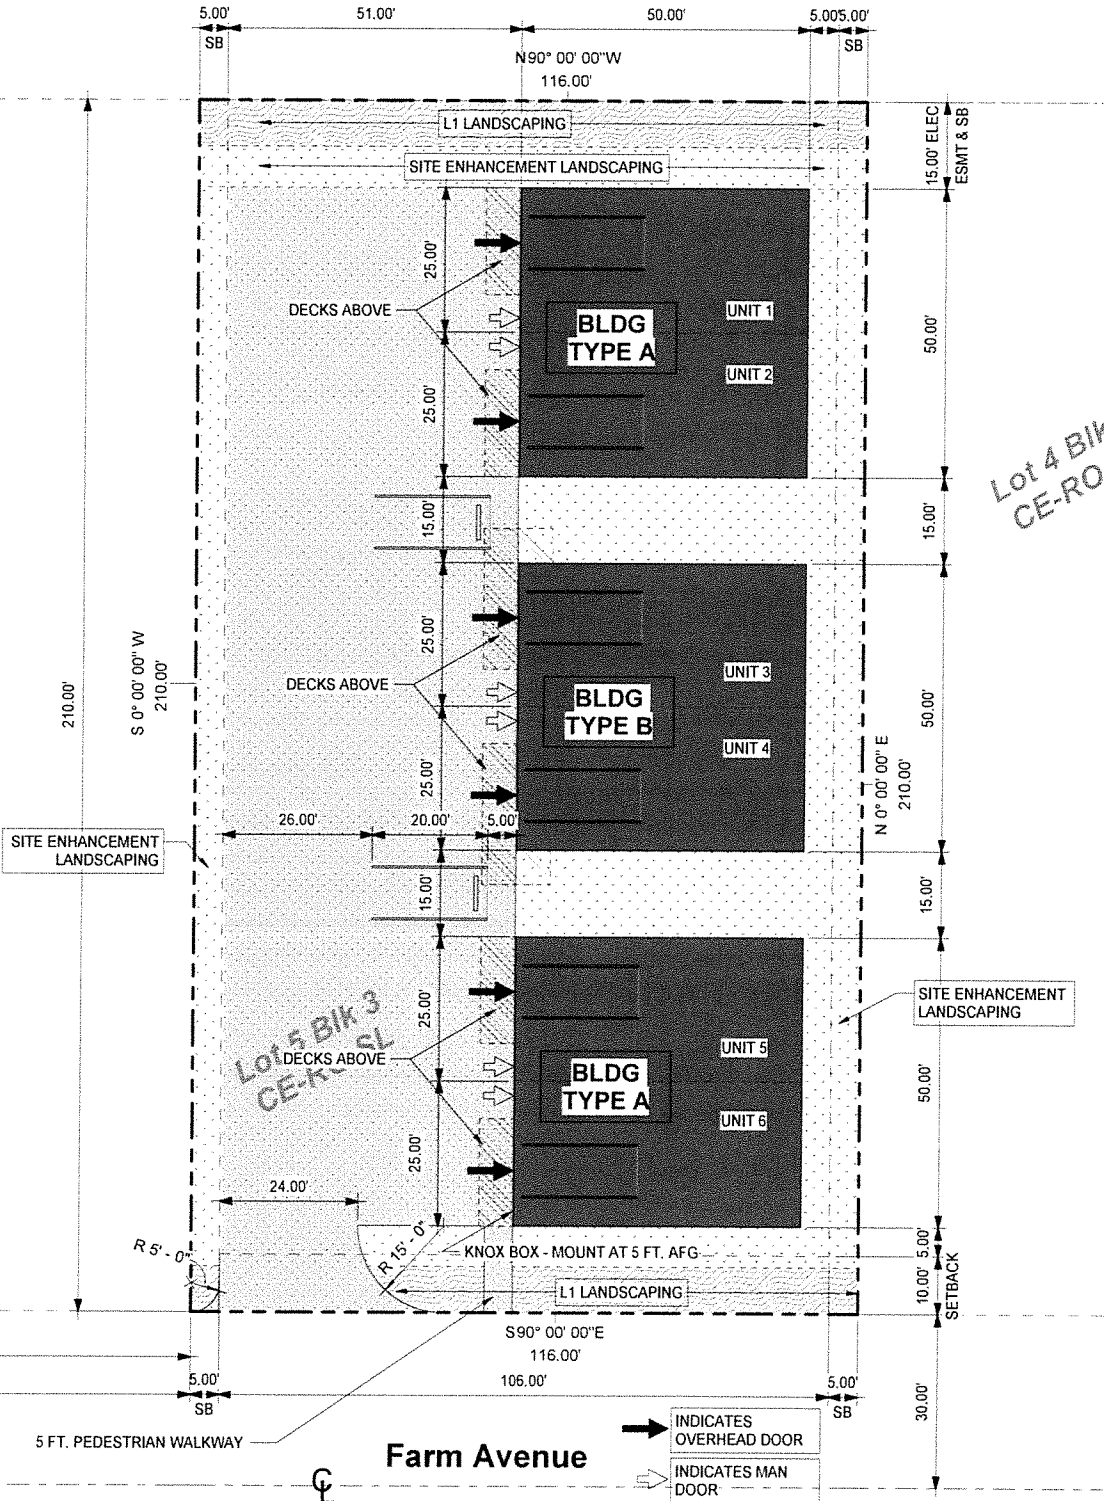 5.00'
51.00'
50.00'
5.00'
5.00'
SB
SB
N90° 00' 00"W
116.00'
L1 LANDSCAPING
SITE ENHANCEMENT LANDSCAPING
15.00' ELEC
ESMT & SB
25.00'
DECKS ABOVE
BLDG
TYPE A
UNIT 1
UNIT 2
50.00'
25.00'
Lot 4 Blk
CE-RO
15.00'
15.00'
210.00'
S 0° 00' 00" W
210.00'
25.00'
DECKS ABOVE
BLDG
TYPE B
UNIT 3
UNIT 4
50.00'
25.00'
N 0° 00' 00" E
210.00'
26.00'
20.00'
5.00'
SITE ENHANCEMENT
LANDSCAPING
15.00'
15.00'
25.00'
SITE ENHANCEMENT
LANDSCAPING
Lot 5 Blk 3
SL
DECKS ABOVE
BLDG
TYPE A
UNIT 5
UNIT 6
50.00'
25.00'
24.00'
R 5' - 0"
R 15' - 0"
KNOX BOX - MOUNT AT 5 FT. AFG
5.00'
10.00'
SETBACK
L1 LANDSCAPING
S90° 00' 00"E
116.00'
5.00'
106.00'
5.00'
SB
SB
30.00'
5 FT. PEDESTRIAN WALKWAY
Farm Avenue
INDICATES
OVERHEAD DOOR
INDICATES MAN
DOOR